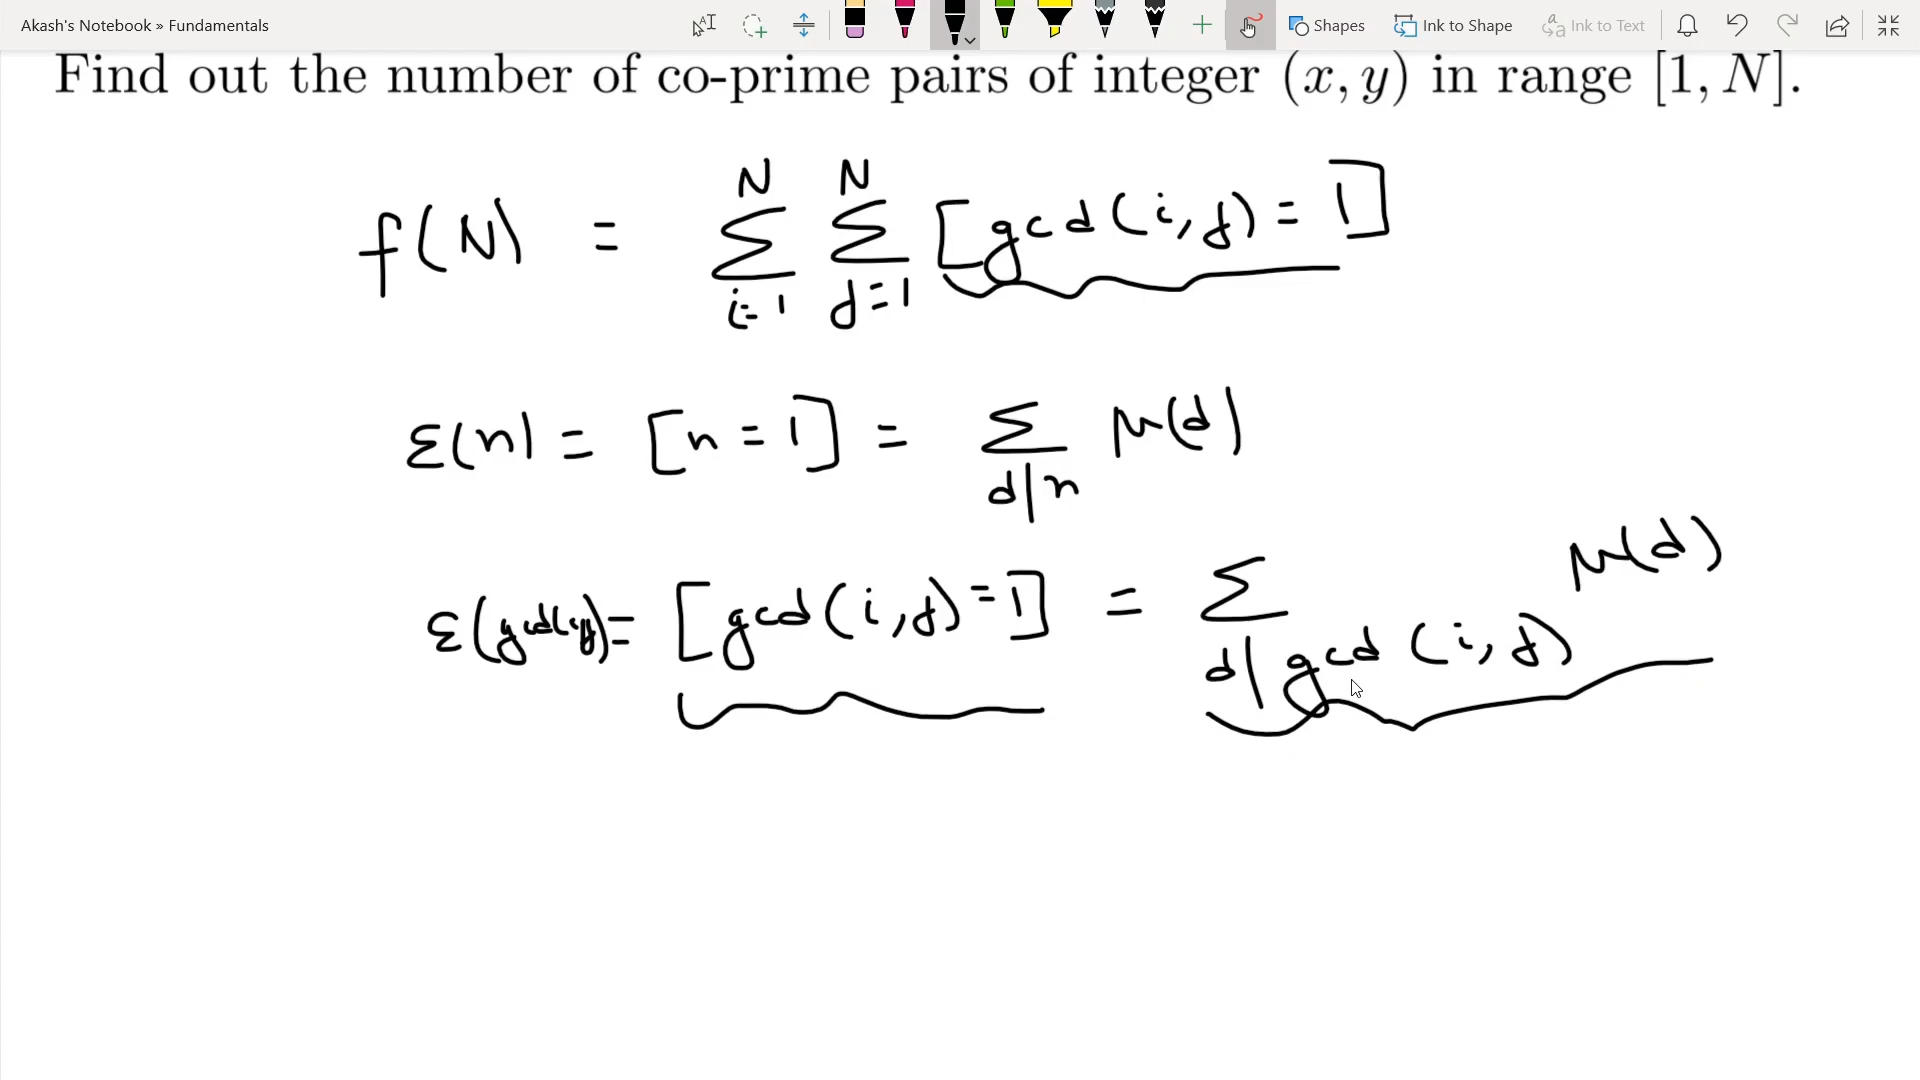 Akash's Notebook » Fundamentals
Shapes
Ink to Shape
Ink to Text
Find out the number of co-prime pairs of integer (x, y) in range [1, N].
f(N) = Σ_{i=1}^{N} Σ_{j=1}^{N} [gcd(i,j) = 1]
ε(n) = [n = 1] = Σ_{d|n} μ(d)
ε(gcd(i,j)) = [gcd(i,j) = 1] = Σ_{d|gcd(i,j)} μ(d)